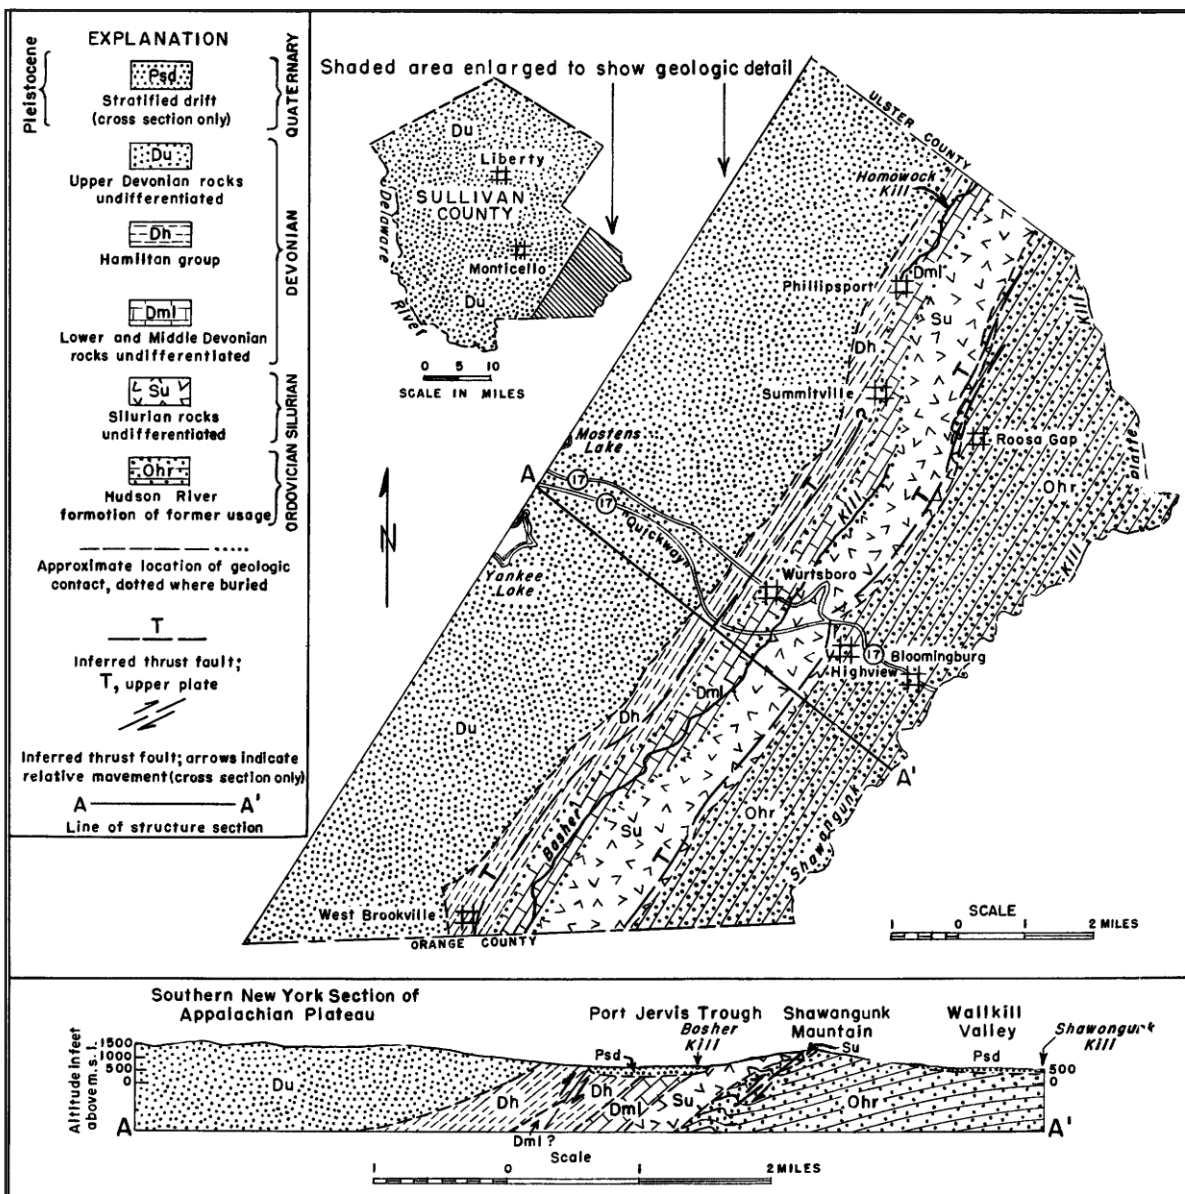 EXPLANATION
Pleistocene
Psd
Stratified drift
(cross section only)
QUATERNARY
Du
Upper Devonian rocks
undifferentiated
Dh
Hamiltan group
DEVONIAN
Dml
Lower and Middle Devonian
rocks undifferentiated
Su
Silurian rocks
undifferentiated
SILURIAN
Ohr
Hudson River
formotion of former usage
ORDOVICIAN
Approximate location of geologic
contact, dotted where buried
T
Inferred thrust fault;
T, upper plate
Inferred thrust fault; arrows indicate
relative movement (cross section only)
A A'
Line of structure section
Shaded area enlarged to show geologic detail
Du
Liberty
SULLIVAN
COUNTY
Delaware
River
Monticello
Du
0 5 10
SCALE IN MILES
N
ULSTER COUNTY
Homowack
Kill
Phillipsport
Dml
Su
Dh
Kill
T
T
Summitville
?
Roosa Gap
Platte
Mastens
Lake
A
17
17
"Quickway"
T
Kill
T
T
Ohr
Kill
Yankee
Lake
Wurtsboro
17
Bloomingburg
Highview
Dml
Dh
Du
A'
Ohr
Shawangunk
Basher
Su
T
T
West Brookville
ORANGE COUNTY
SCALE
1 0 1 2 MILES
Southern New York Section of
Appalachian Plateau
Port Jervis Trough
Bosher
Kill
Shawangunk
Mauntain
Su
Wallkill
Valley
Shawongunk
Kill
Altitude in feet
above m. s. l.
1500
1000
500
0
Psd
Psd
500
0
Du
Dh
Dh
Dml
Su
Ohr
A
A'
Dml ?
Scale
1 0 1 2 MILES